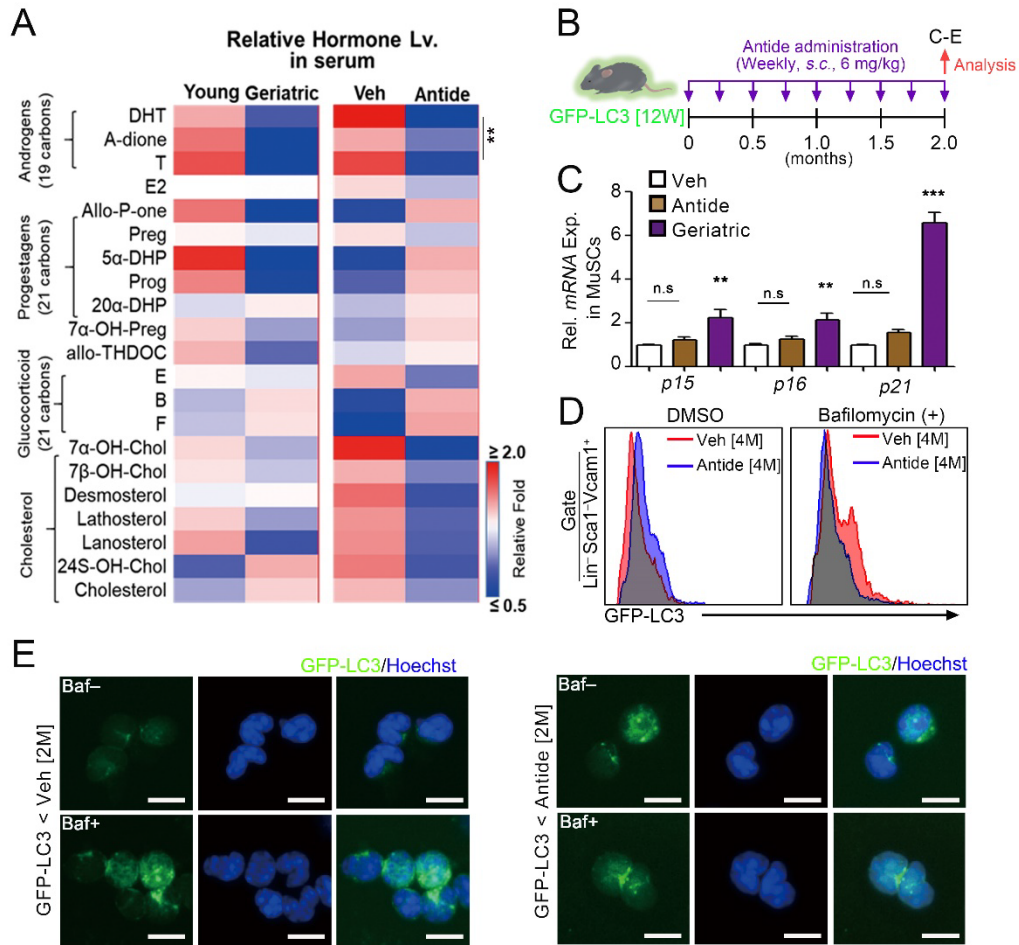 A
Relative Hormone Lv.
in serum
Young Geriatric Veh Antide
Androgens
(19 carbons)
DHT
A-dione
T
**
E2
Progestagens
(21 carbons)
Allo-P-one
Preg
5α-DHP
Prog
20α-DHP
7α-OH-Preg
allo-THDOC
Glucocorticoid
(21 carbons)
E
B
F
Cholesterol
7α-OH-Chol
7β-OH-Chol
Desmosterol
Lathosterol
Lanosterol
24S-OH-Chol
Cholesterol
≥ 2.0
Relative Fold
≤ 0.5
B
Antide administration
(Weekly, s.c., 6 mg/kg)
C-E
Analysis
GFP-LC3 [12W]
0 0.5 1.0 1.5 2.0
(months)
C
Rel. mRNA Exp.
in MuSCs
8
6
4
2
0
Veh
Antide
Geriatric
n.s ** n.s ** n.s ***
p15 p16 p21
D
DMSO Bafilomycin (+)
Veh [4M] Veh [4M]
Antide [4M] Antide [4M]
Gate
Lin⁻Sca1⁻Vcam1⁺
GFP-LC3
E
GFP-LC3/Hoechst
GFP-LC3 < Veh [2M]
Baf–
Baf+
GFP-LC3/Hoechst
GFP-LC3 < Antide [2M]
Baf–
Baf+